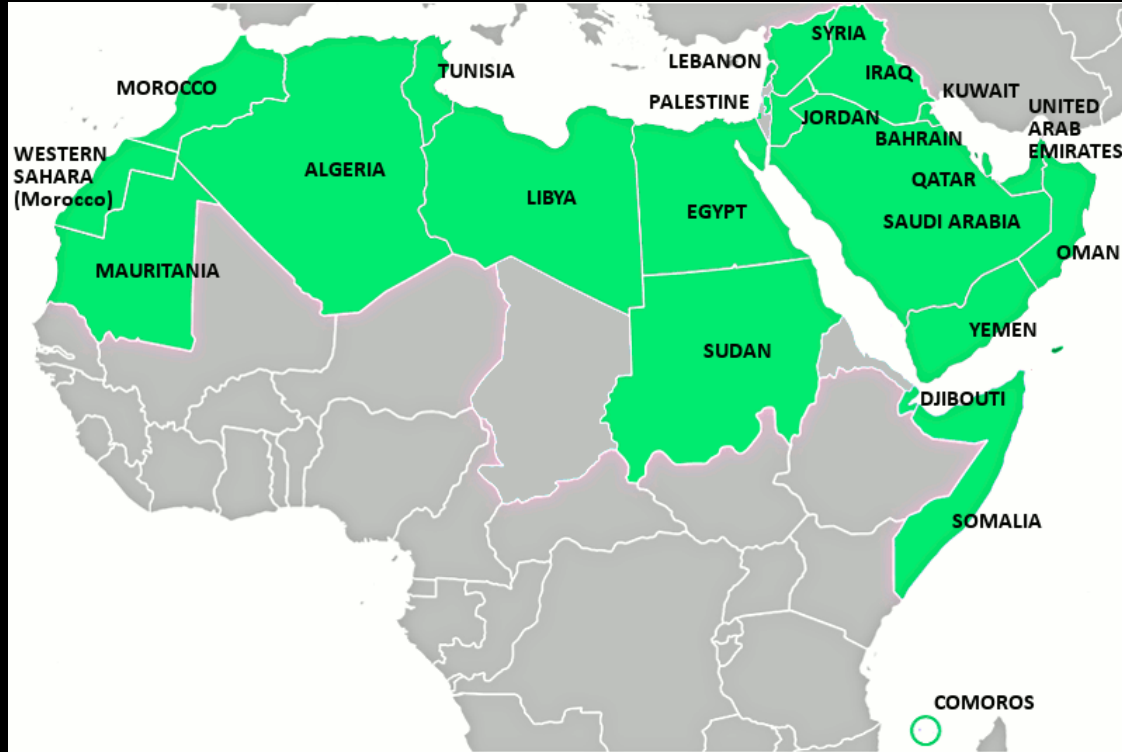 SYRIA
LEBANON
IRAQ
TUNISIA
MOROCCO
KUWAIT
PALESTINE
UNITED
ARAB
EMIRATES
JORDAN
BAHRAIN
WESTERN
SAHARA
(Morocco)
ALGERIA
QATAR
LIBYA
EGYPT
SAUDI ARABIA
OMAN
MAURITANIA
YEMEN
SUDAN
DJIBOUTI
SOMALIA
COMOROS